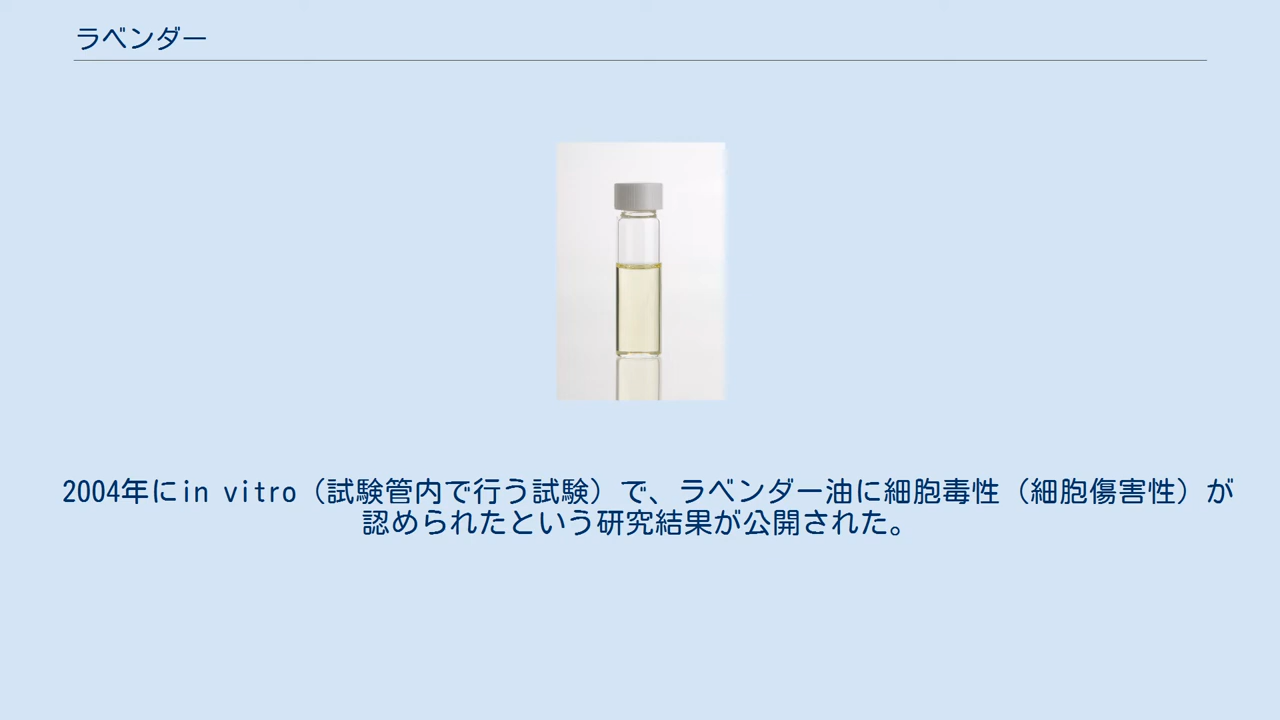 ラベンダー
2004年にin vitro（試験管内で行う試験）で、ラベンダー油に細胞毒性（細胞傷害性）が
認められたという研究結果が公開された。